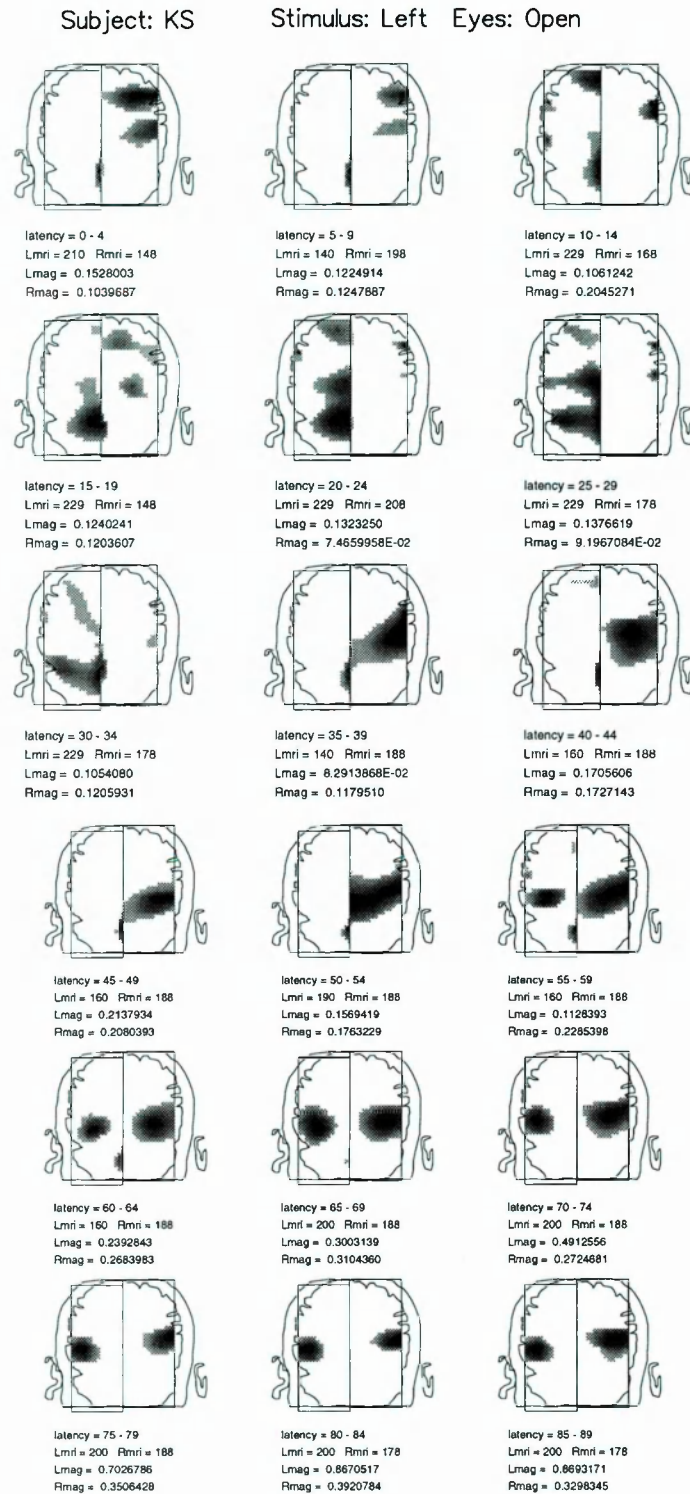 Subject: KS Stimulus: Left Eyes: Open
latency = 0 - 4
Lmri = 210 Rmri = 148
Lmag = 0.1528003
Rmag = 0.1039687
latency = 5 - 9
Lmri = 140 Rmri = 198
Lmag = 0.1224914
Rmag = 0.1247887
latency = 10 - 14
Lmri = 229 Rmri = 168
Lmag = 0.1061242
Rmag = 0.2045271
latency = 15 - 19
Lmri = 229 Rmri = 148
Lmag = 0.1240241
Rmag = 0.1203607
latency = 20 - 24
Lmri = 229 Rmri = 208
Lmag = 0.1323250
Rmag = 7.4659958E-02
latency = 25 - 29
Lmri = 229 Rmri = 178
Lmag = 0.1376619
Rmag = 9.1967084E-02
latency = 30 - 34
Lmri = 229 Rmri = 178
Lmag = 0.1054080
Rmag = 0.1205931
latency = 35 - 39
Lmri = 140 Rmri = 188
Lmag = 8.2913868E-02
Rmag = 0.1179510
latency = 40 - 44
Lmri = 160 Rmri = 188
Lmag = 0.1705606
Rmag = 0.1727143
latency = 45 - 49
Lmri = 160 Rmri = 188
Lmag = 0.2137934
Rmag = 0.2080393
latency = 50 - 54
Lmri = 190 Rmri = 188
Lmag = 0.1569419
Rmag = 0.1763229
latency = 55 - 59
Lmri = 160 Rmri = 188
Lmag = 0.1128393
Rmag = 0.2285398
latency = 60 - 64
Lmri = 160 Rmri = 188
Lmag = 0.2392843
Rmag = 0.2683983
latency = 65 - 69
Lmri = 200 Rmri = 188
Lmag = 0.3003139
Rmag = 0.3104360
latency = 70 - 74
Lmri = 200 Rmri = 188
Lmag = 0.4912556
Rmag = 0.2724681
latency = 75 - 79
Lmri = 200 Rmri = 188
Lmag = 0.7026786
Rmag = 0.3506428
latency = 80 - 84
Lmri = 200 Rmri = 178
Lmag = 0.8670517
Rmag = 0.3920784
latency = 85 - 89
Lmri = 200 Rmri = 178
Lmag = 0.8693171
Rmag = 0.3298345